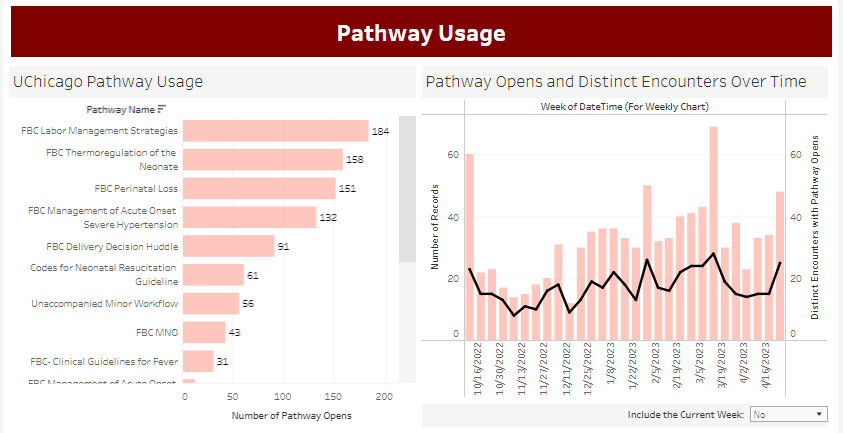 Pathway Usage
UChicago Pathway Usage
Pathway Name
FBC Labor Management Strategies
184
FBC Thermoregulation of the
Neonate
158
FBC Perinatal Loss
151
FBC Management of Acute Onset
Severe Hypertension
132
FBC Delivery Decision Huddle
91
Codes for Neonatal Resucitation
Guideline
61
Unaccompanied Minor Workflow
56
FBC MNO
43
FBC- Clinical Guidelines for Fever
31
FBC Management of Acute Onset
0 50 100 150 200
Number of Pathway Opens
Pathway Opens and Distinct Encounters Over Time
Week of DateTime (For Weekly Chart)
Number of Records
60
40
20
0
60
40
20
0
Distinct Encounters with Pathway Opens
10/16/2022
10/30/2022
11/13/2022
11/27/2022
12/11/2022
12/25/2022
1/8/2023
1/22/2023
2/5/2023
2/19/2023
3/5/2023
3/19/2023
4/2/2023
4/16/2023
Include the Current Week: No